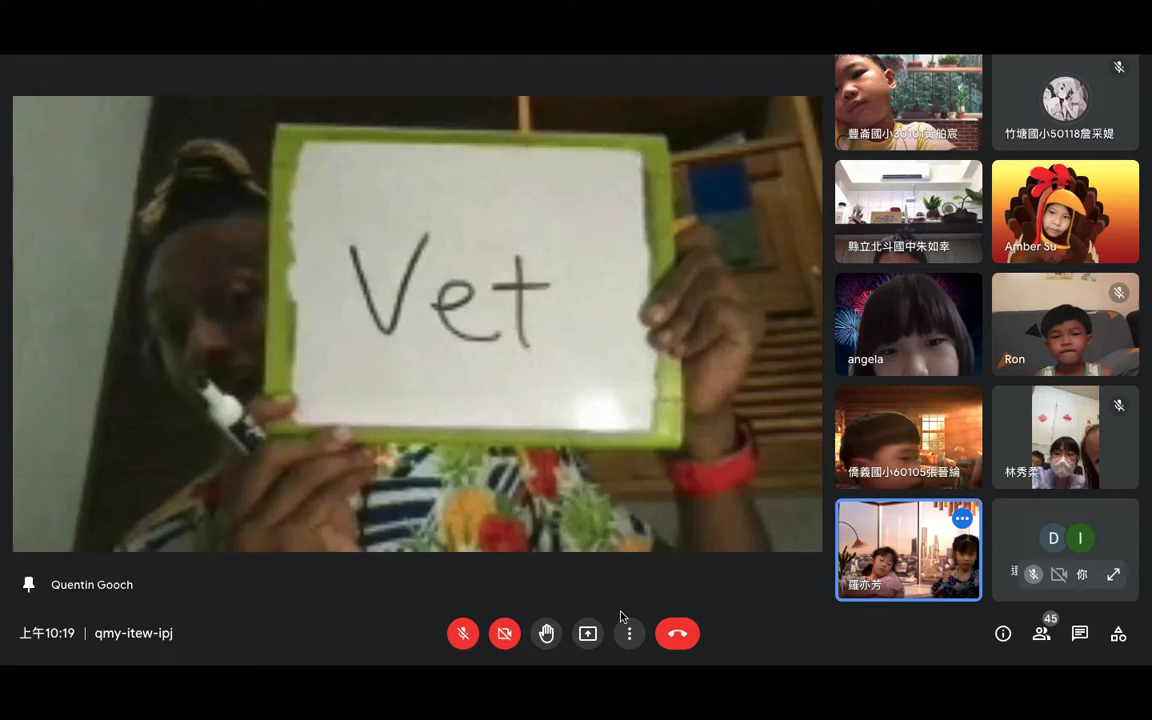 Vet
豐崙國小30101黃舶宸
竹塘國小50118詹采媞
縣立北斗國中朱如幸
Amber Su
angela
Ron
僑義國小60105張晉綸
林秀柔
羅亦芳
D I
你
Quentin Gooch
上午10:19 | qmy-itew-ipj
45